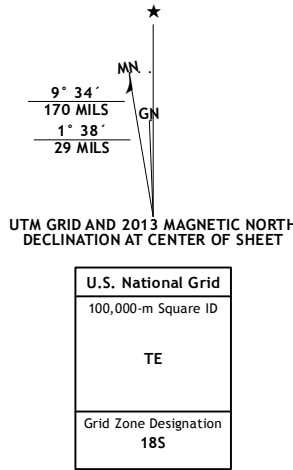 ★
MN
GN
9° 34´
170 MILS
1° 38´
29 MILS
UTM GRID AND 2013 MAGNETIC NORTH
DECLINATION AT CENTER OF SHEET
U.S. National Grid
100,000-m Square ID
TE
Grid Zone Designation
18S